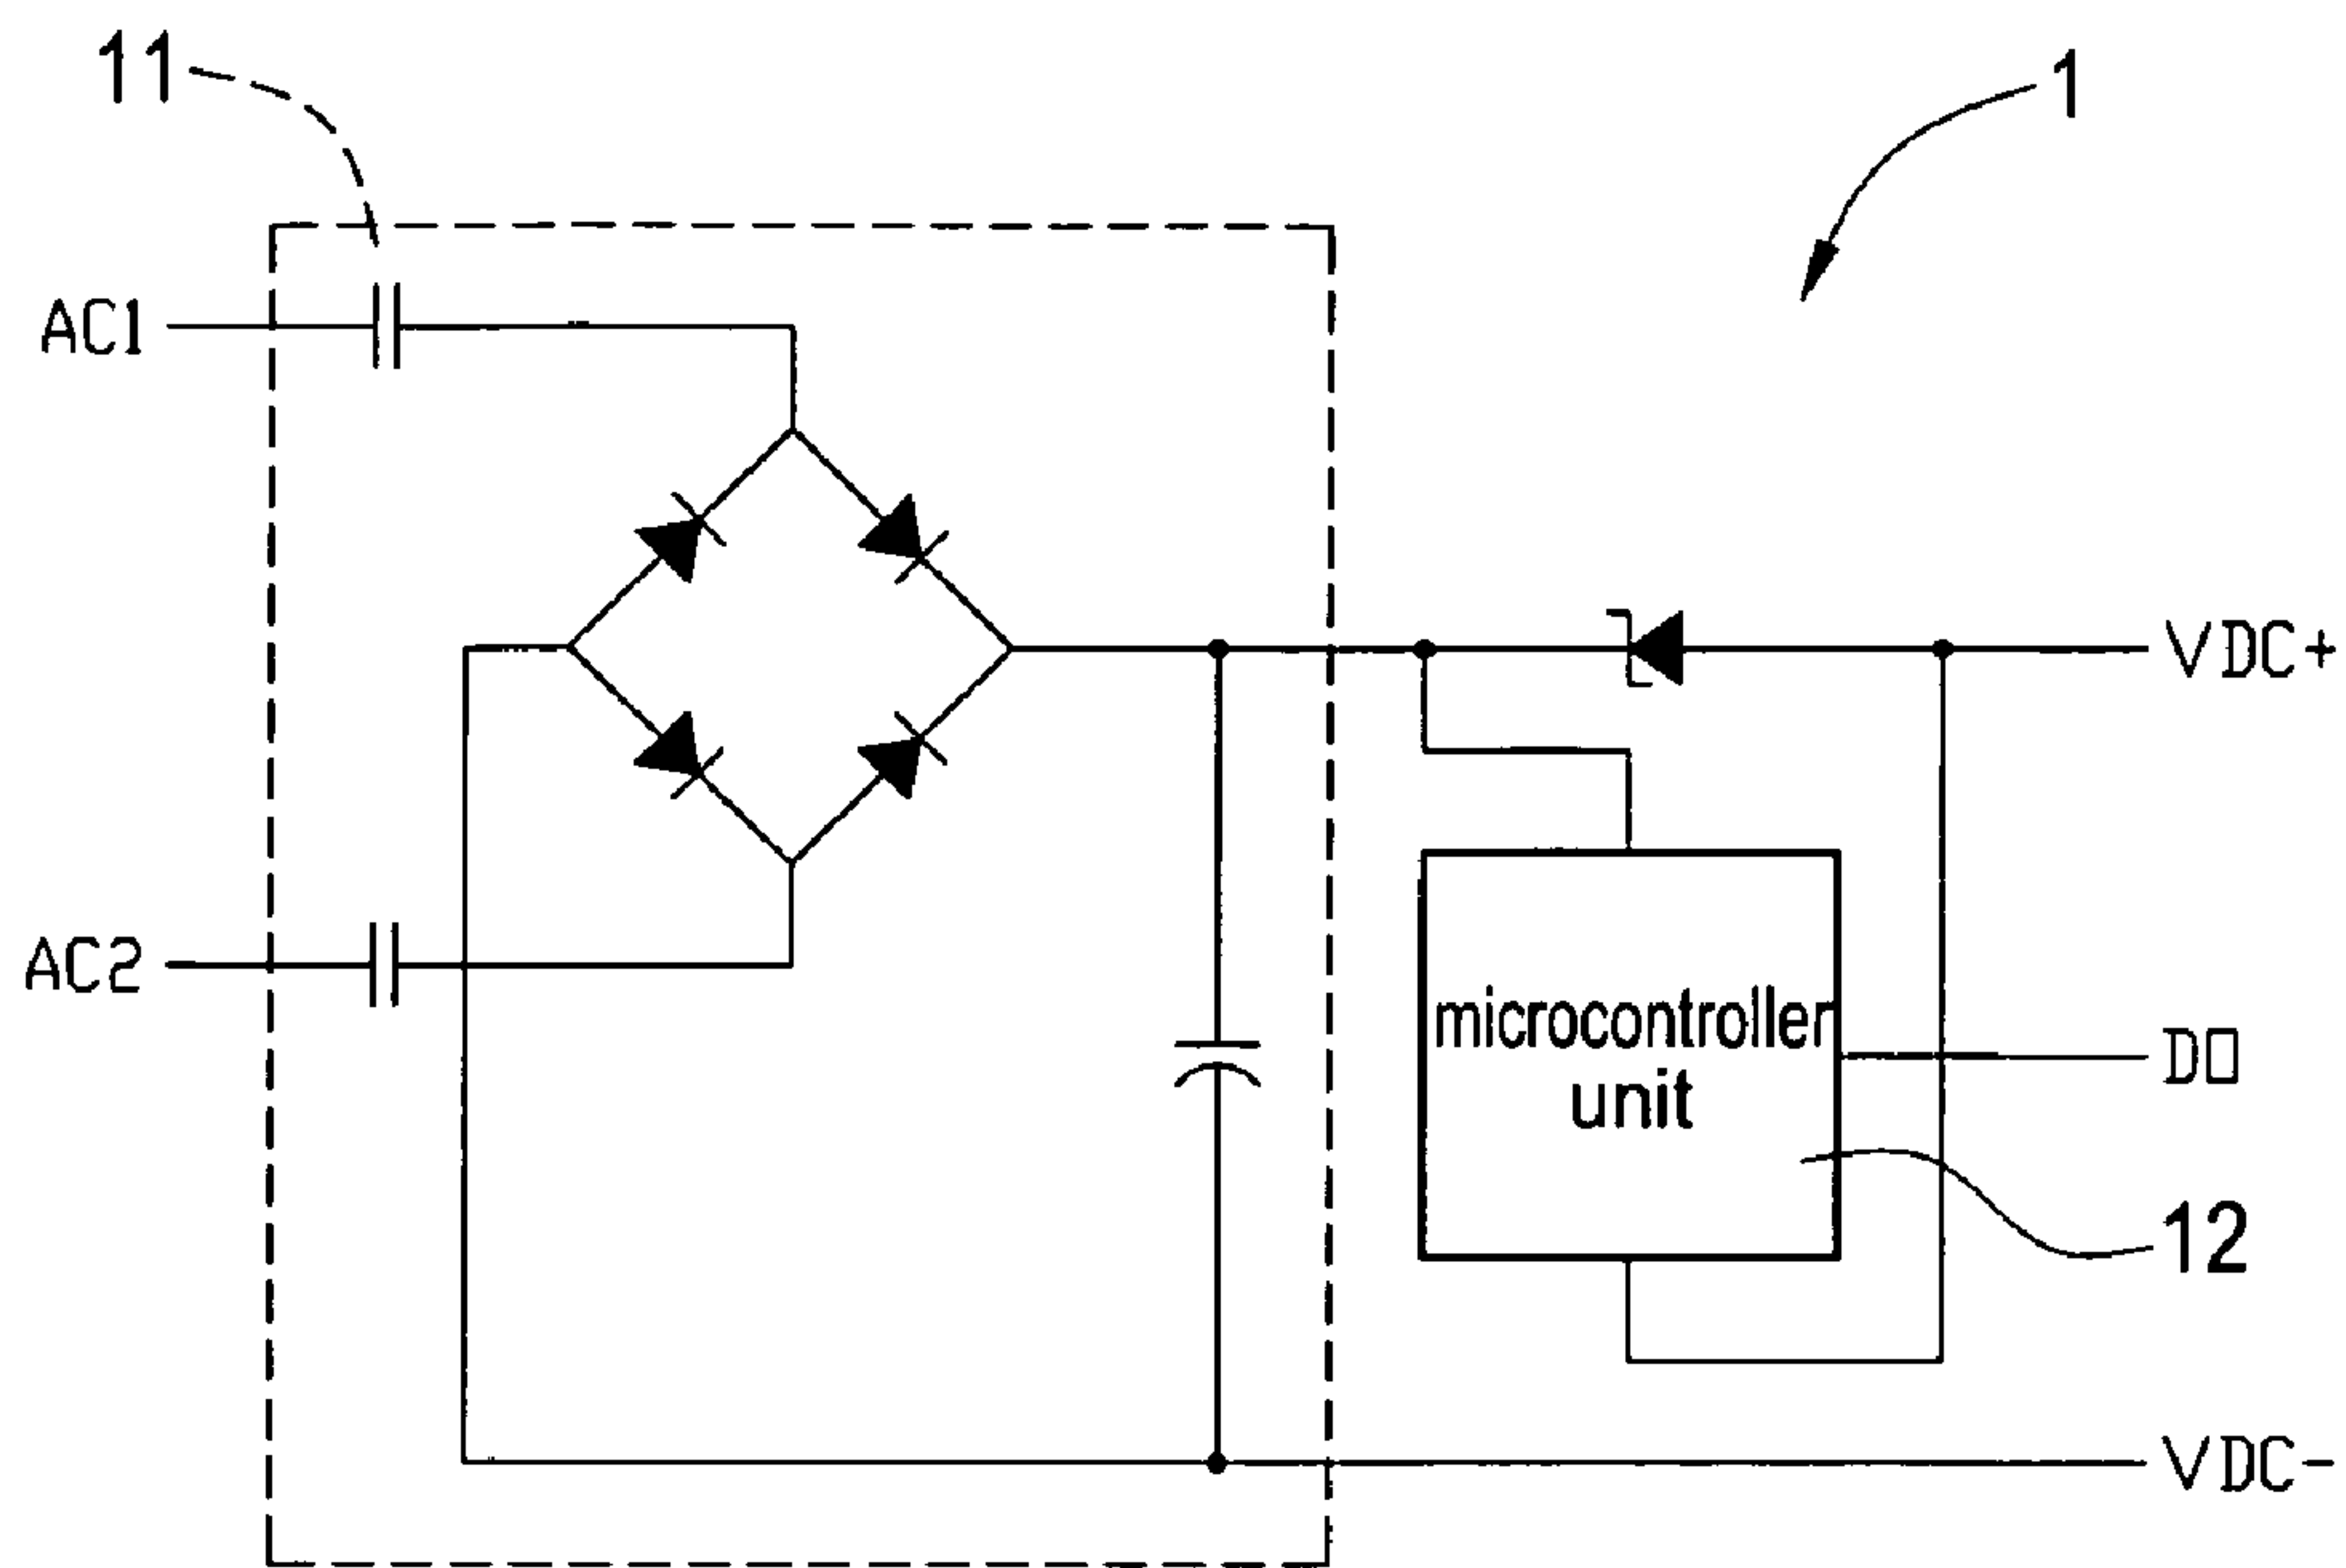 11
1
AC1
VDC+
AC2
microcontroller
unit
DO
12
VDC-